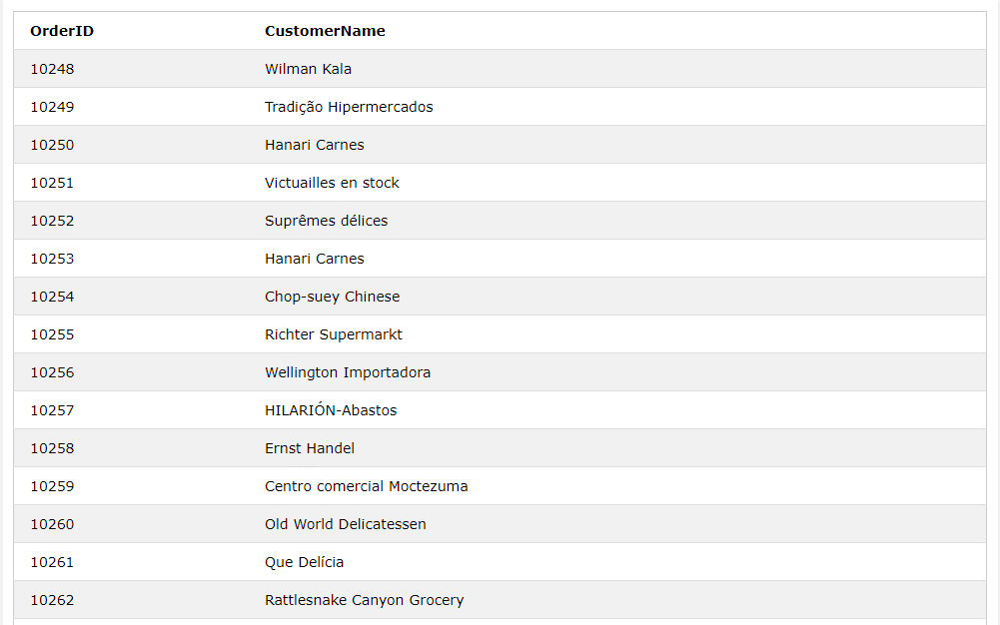 OrderID CustomerName
10248 Wilman Kala
10249 Tradição Hipermercados
10250 Hanari Carnes
10251 Victuailles en stock
10252 Suprêmes délices
10253 Hanari Carnes
10254 Chop-suey Chinese
10255 Richter Supermarkt
10256 Wellington Importadora
10257 HILARIÓN-Abastos
10258 Ernst Handel
10259 Centro comercial Moctezuma
10260 Old World Delicatessen
10261 Que Delícia
10262 Rattlesnake Canyon Grocery